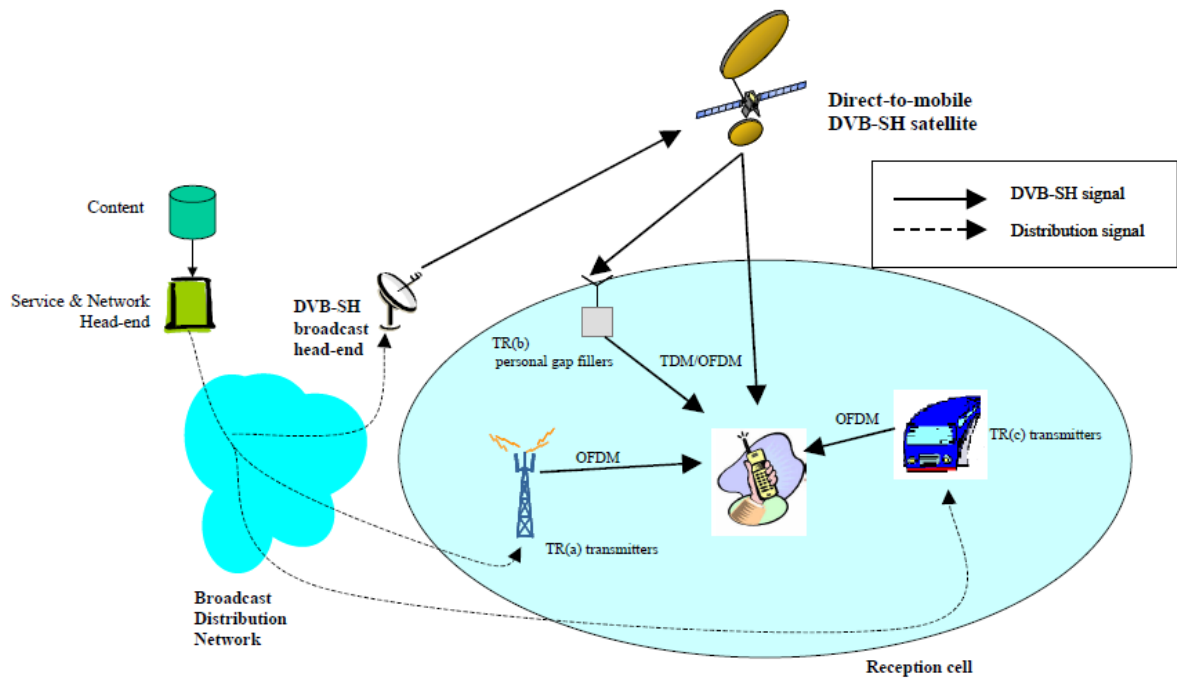 Direct-to-mobile
DVB-SH satellite
DVB-SH signal
Distribution signal
Content
Service & Network
Head-end
DVB-SH
broadcast
head-end
TR(b)
personal gap fillers
TDM/OFDM
OFDM
TR(c) transmitters
OFDM
TR(a) transmitters
Broadcast
Distribution
Network
Reception cell